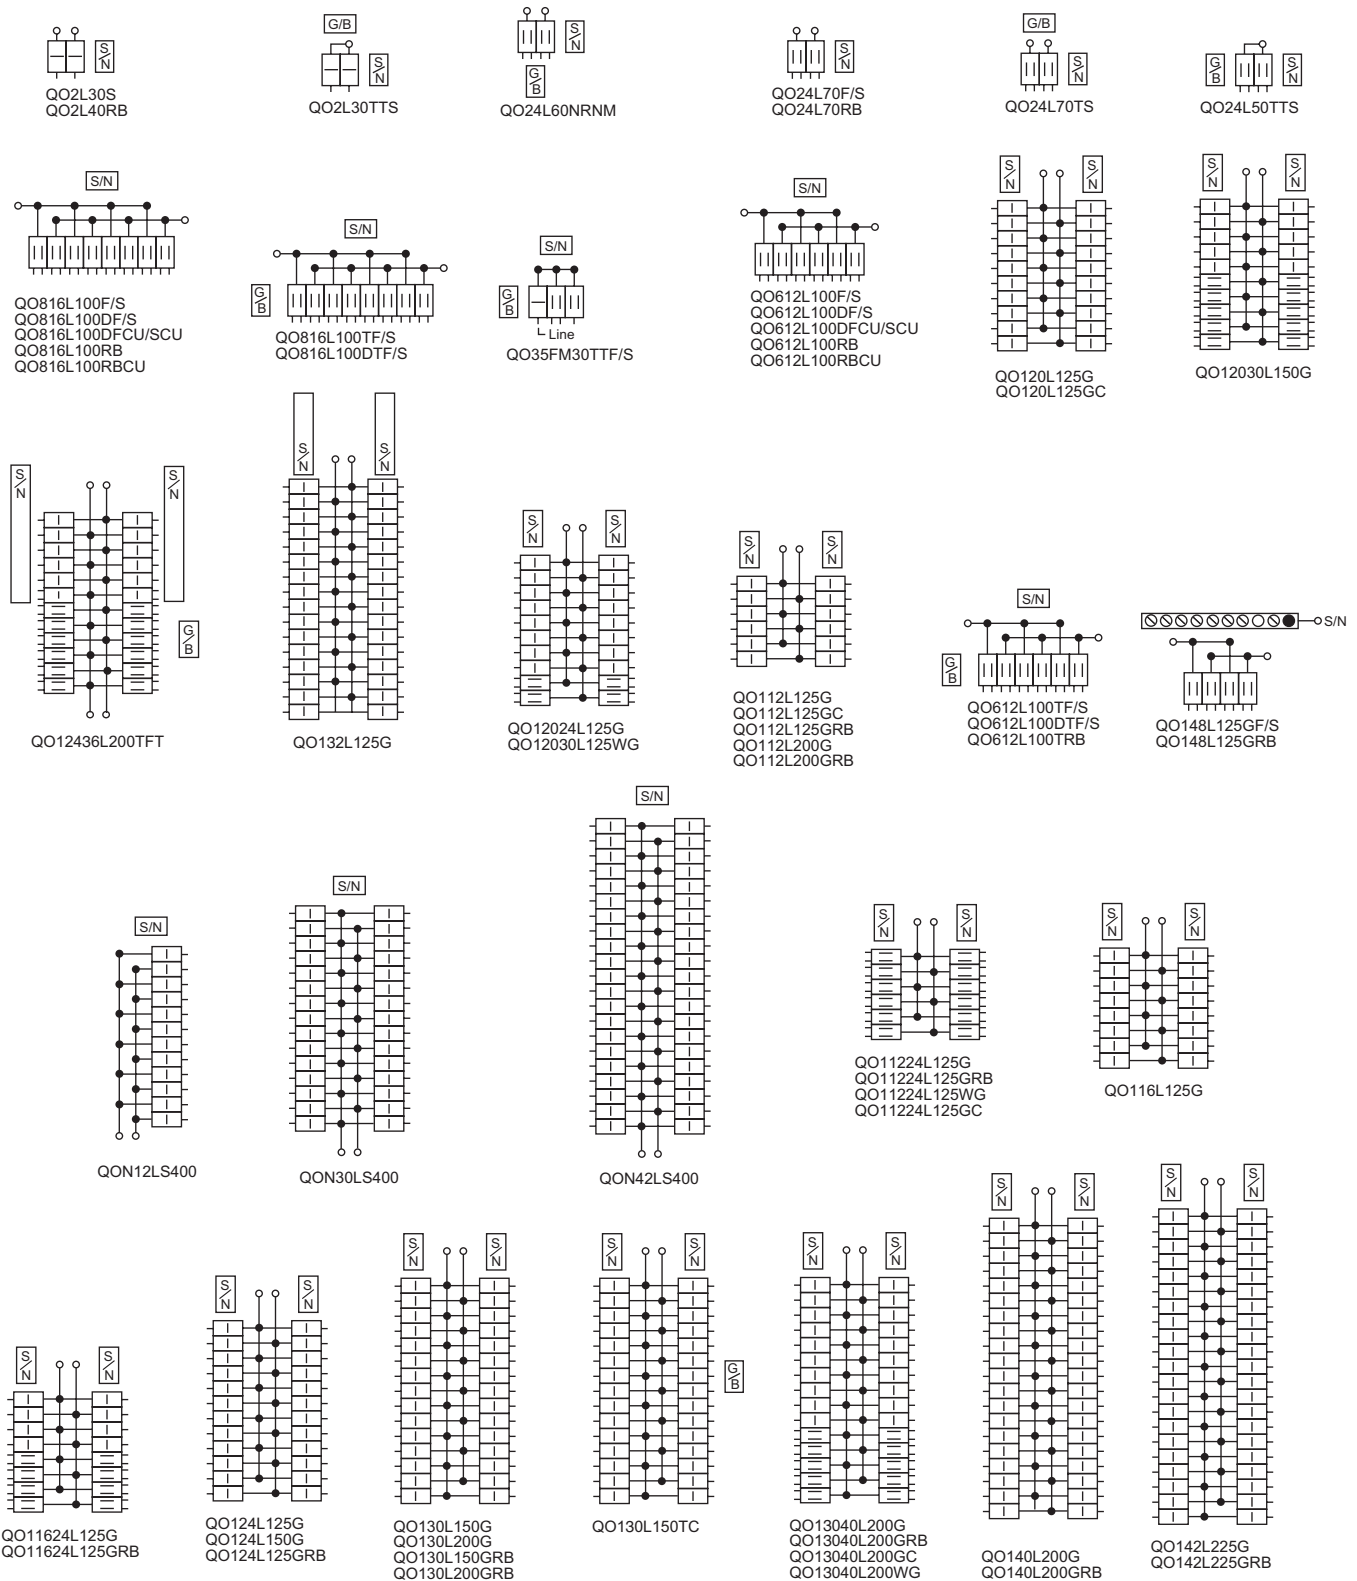 S/N
QO2L30S
QO2L40RB
G/B
S/N
QO2L30TTS
S/N
G/B
QO24L60NRNM
S/N
QO24L70F/S
QO24L70RB
G/B
S/N
QO24L70TS
G/B
S/N
QO24L50TTS
S/N
QO816L100F/S
QO816L100DF/S
QO816L100DFCU/SCU
QO816L100RB
QO816L100RBCU
S/N
G/B
QO816L100TF/S
QO816L100DTF/S
S/N
G/B
Line
QO35FM30TTF/S
S/N
QO612L100F/S
QO612L100DF/S
QO612L100DFCU/SCU
QO612L100RB
QO612L100RBCU
S/N
S/N
QO120L125G
QO120L125GC
S/N
S/N
QO12030L150G
S/N
S/N
G/B
QO12436L200TFT
S/N
S/N
QO132L125G
S/N
S/N
QO12024L125G
QO12030L125WG
S/N
S/N
QO112L125G
QO112L125GC
QO112L125GRB
QO112L200G
QO112L200GRB
S/N
G/B
QO612L100TF/S
QO612L100DTF/S
QO612L100TRB
S/N
QO148L125GF/S
QO148L125GRB
S/N
QON12LS400
S/N
QON30LS400
S/N
QON42LS400
S/N
S/N
QO11224L125G
QO11224L125GRB
QO11224L125WG
QO11224L125GC
S/N
S/N
QO116L125G
S/N
S/N
QO11624L125G
QO11624L125GRB
S/N
S/N
QO124L125G
QO124L150G
QO124L125GRB
S/N
S/N
QO130L150G
QO130L200G
QO130L150GRB
QO130L200GRB
S/N
S/N
G/B
QO130L150TC
S/N
S/N
QO13040L200G
QO13040L200GRB
QO13040L200GC
QO13040L200WG
S/N
S/N
QO140L200G
QO140L200GRB
S/N
S/N
QO142L225G
QO142L225GRB